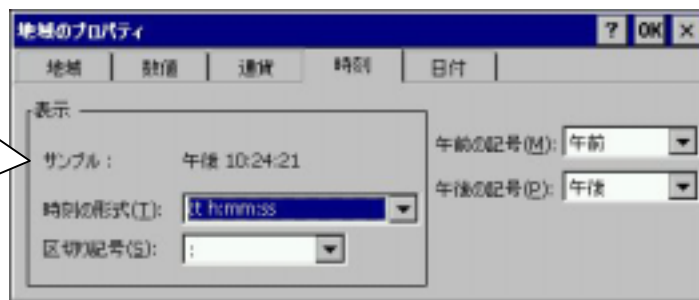 地域のプロパティ ? OK ×
地域 数値 通貨 時刻 日付
表示
サンプル： 午後 10:24:21
時刻の形式(T): tt h:mm:ss
区切り記号(S): :
午前の記号(M): 午前
午後の記号(P): 午後